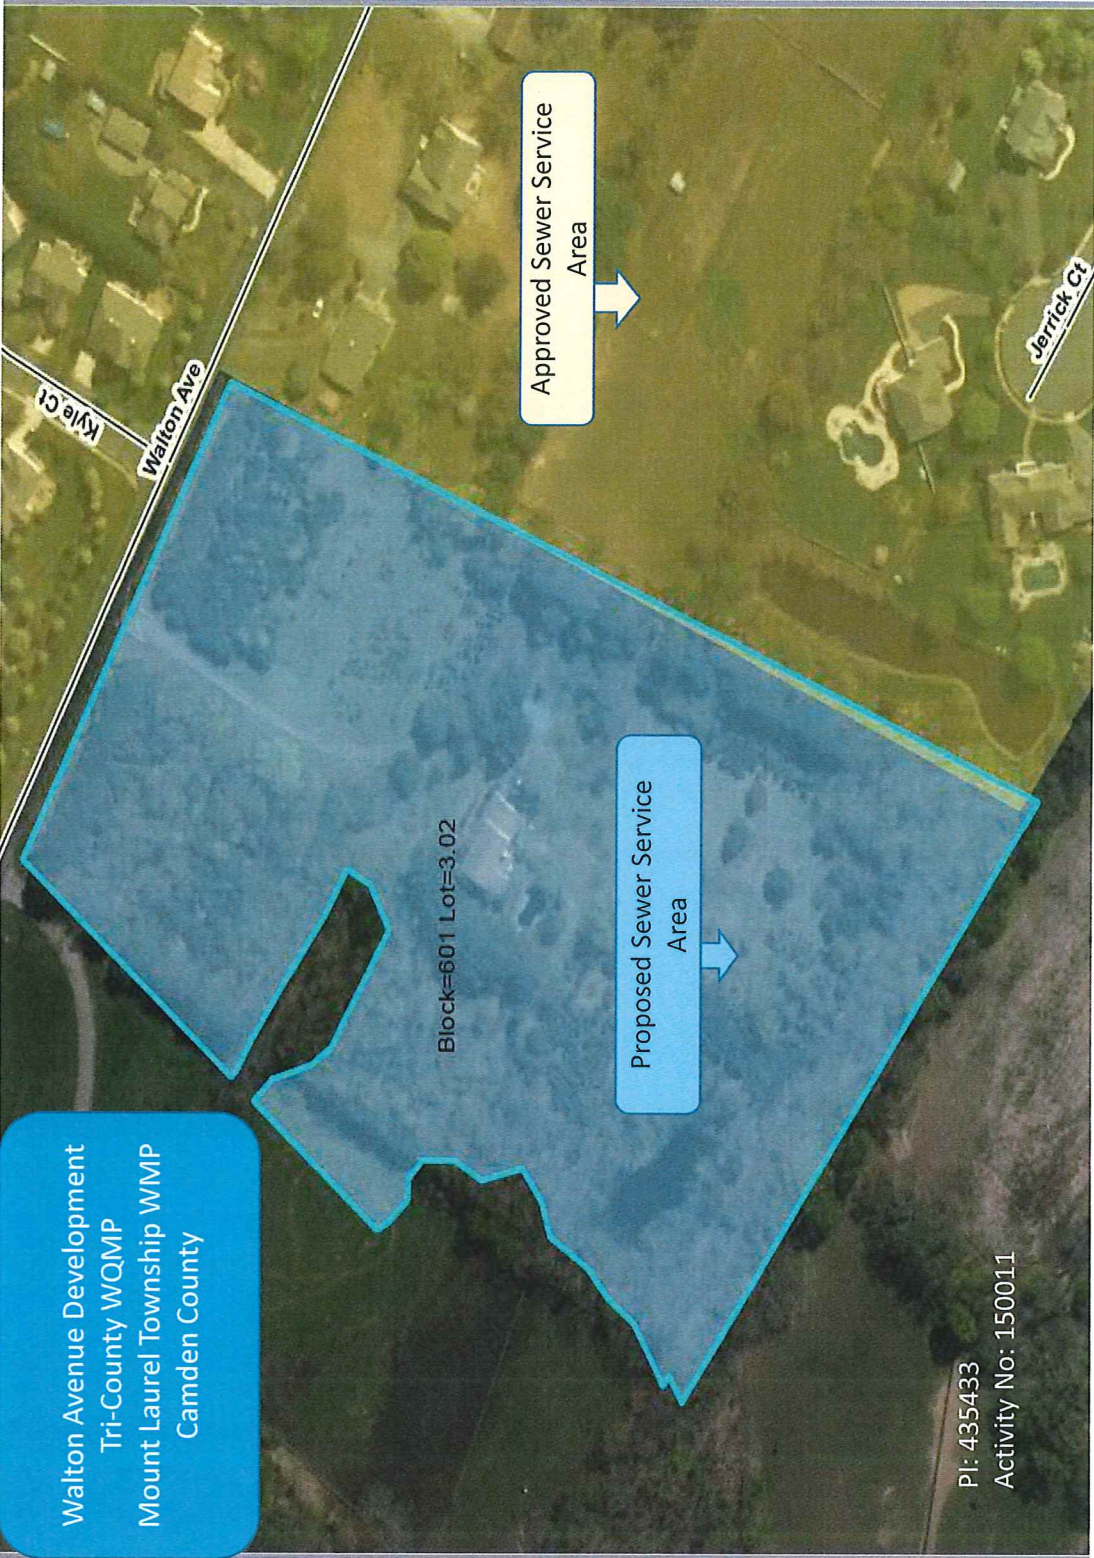 Walton Avenue Development
Tri-County WQMP
Mount Laurel Township WMP
Camden County
Kyle Ct
Walton Ave
Approved Sewer Service
Area
Block=601 Lot=3.02
Proposed Sewer Service
Area
Jerrick Ct
PI: 435433
Activity No: 150011